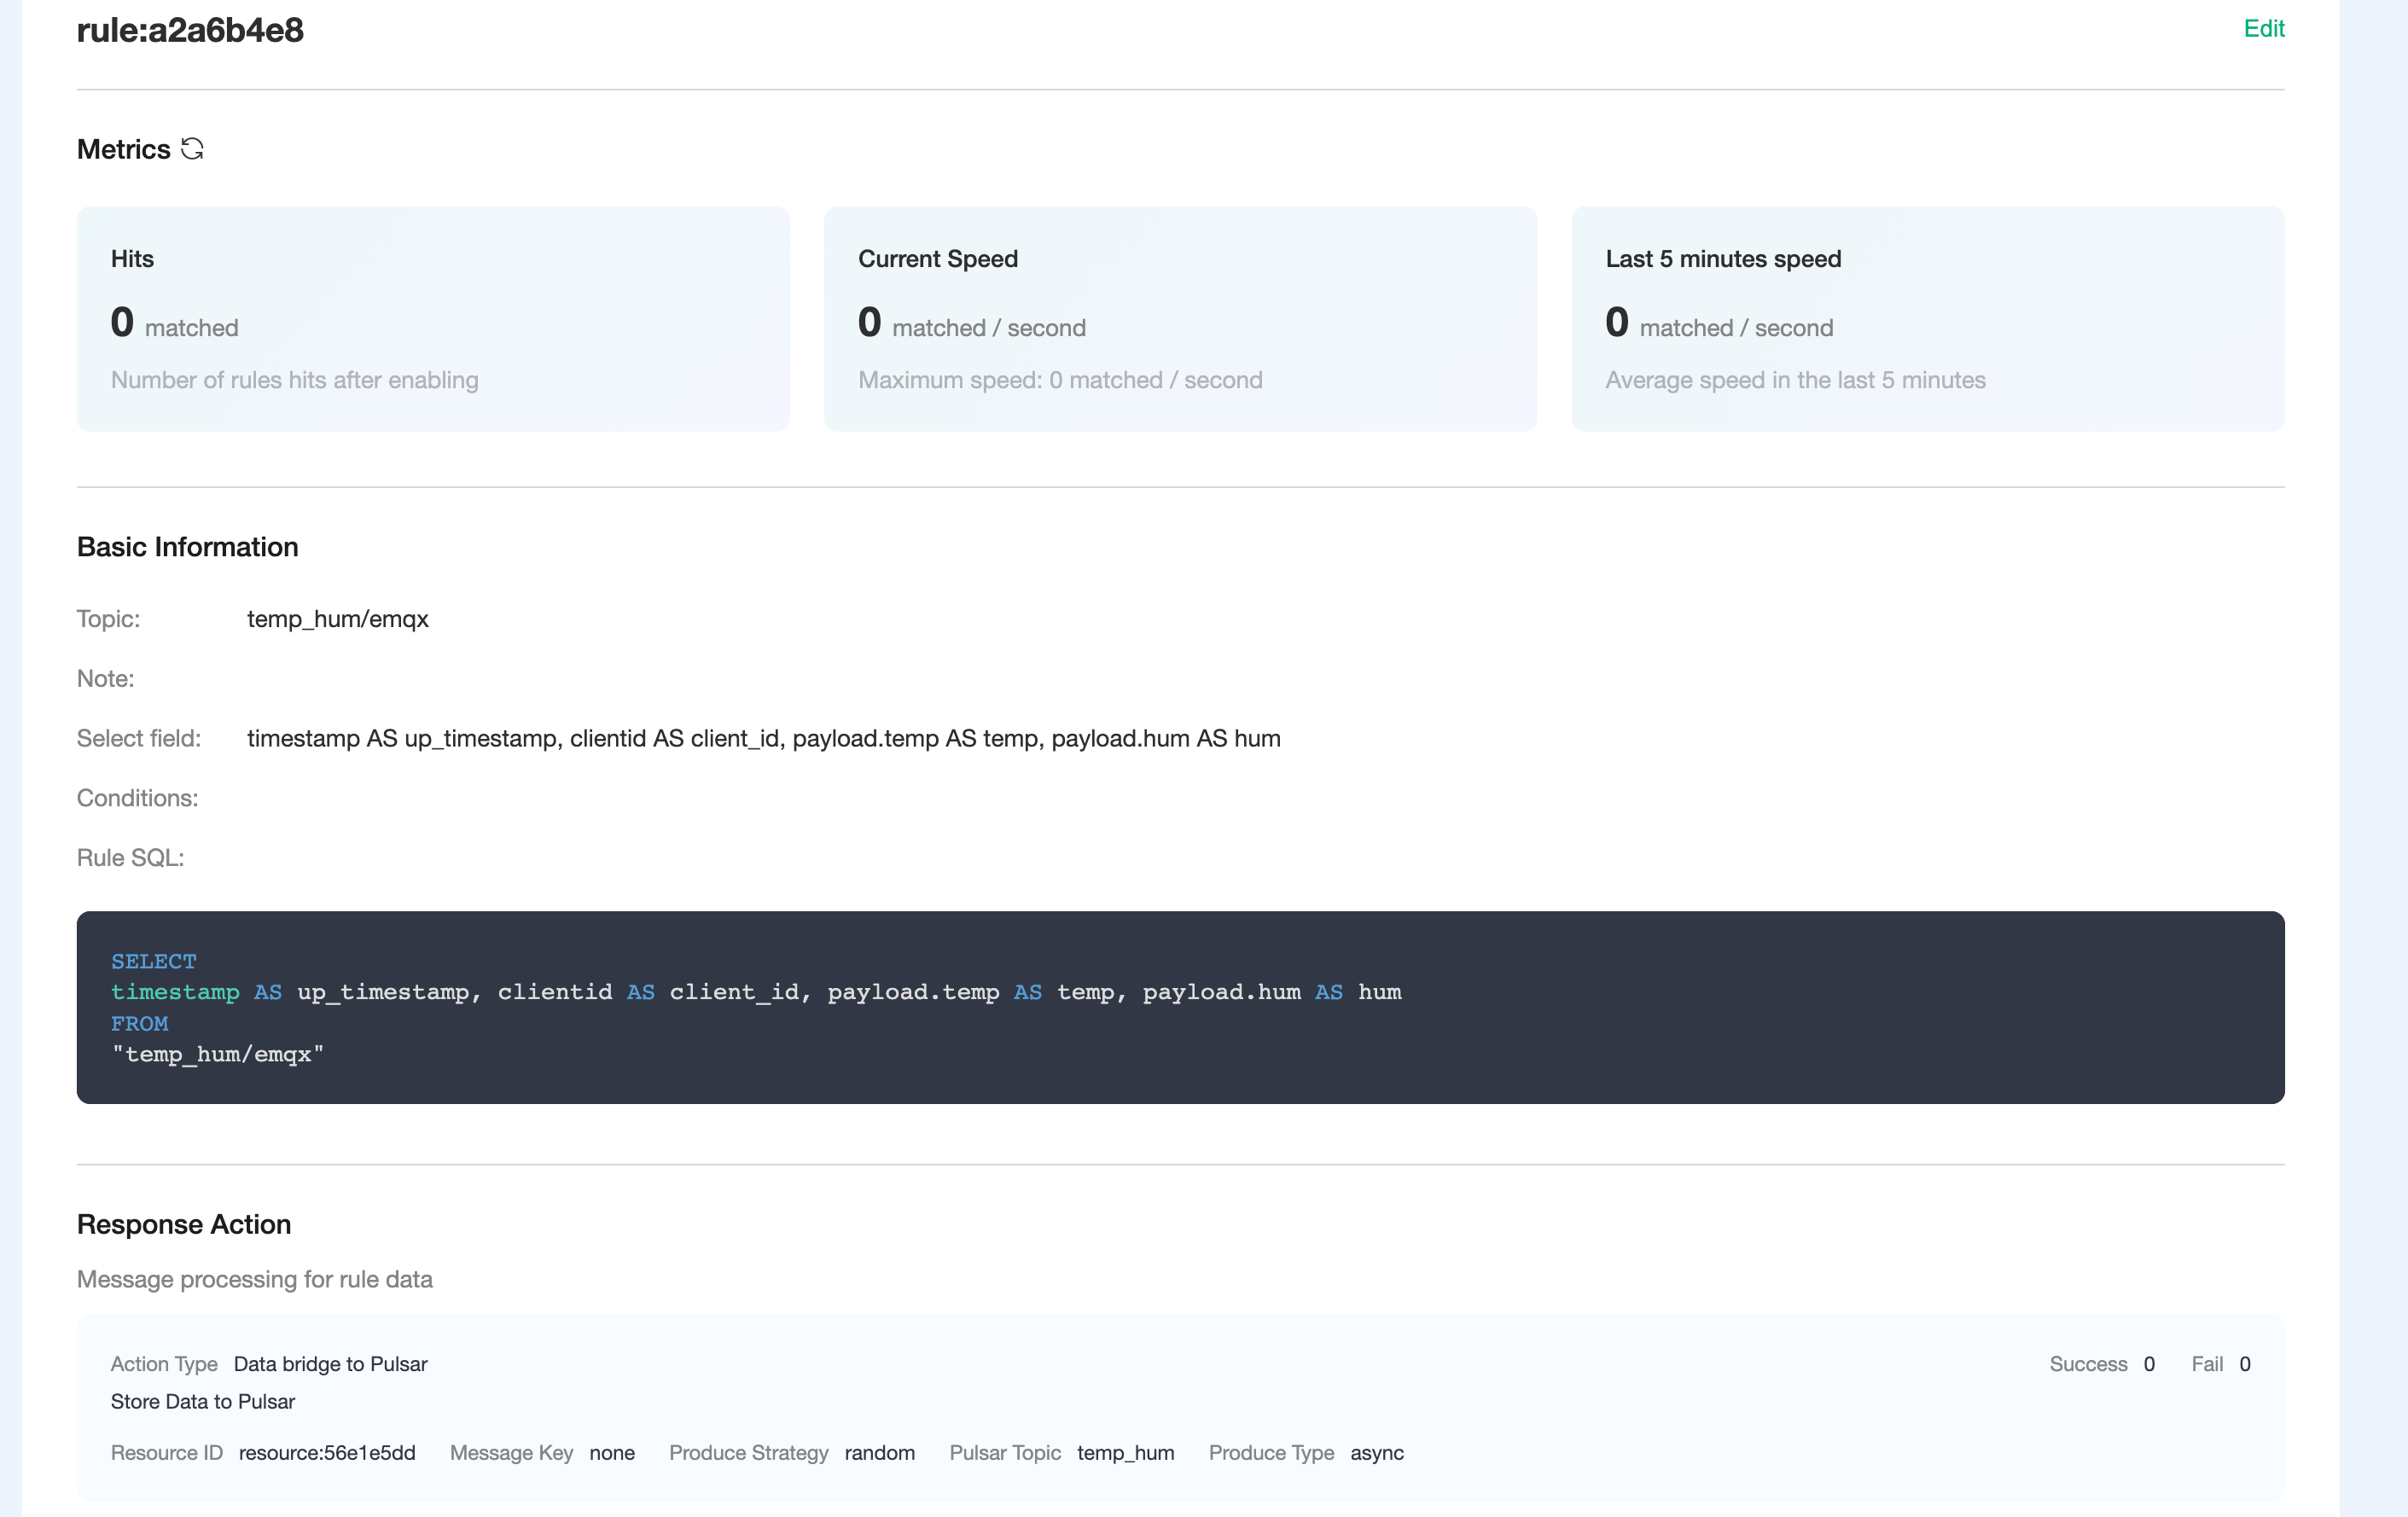 rule:a2a6b4e8
Edit
Metrics
Hits
0 matched
Number of rules hits after enabling
Current Speed
0 matched / second
Maximum speed: 0 matched / second
Last 5 minutes speed
0 matched / second
Average speed in the last 5 minutes
Basic Information
Topic: temp_hum/emqx
Note:
Select field: timestamp AS up_timestamp, clientid AS client_id, payload.temp AS temp, payload.hum AS hum
Conditions:
Rule SQL:
SELECT
timestamp AS up_timestamp, clientid AS client_id, payload.temp AS temp, payload.hum AS hum
FROM
"temp_hum/emqx"
Response Action
Message processing for rule data
Action Type Data bridge to Pulsar Success 0 Fail 0
Store Data to Pulsar
Resource ID resource:56e1e5dd Message Key none Produce Strategy random Pulsar Topic temp_hum Produce Type async